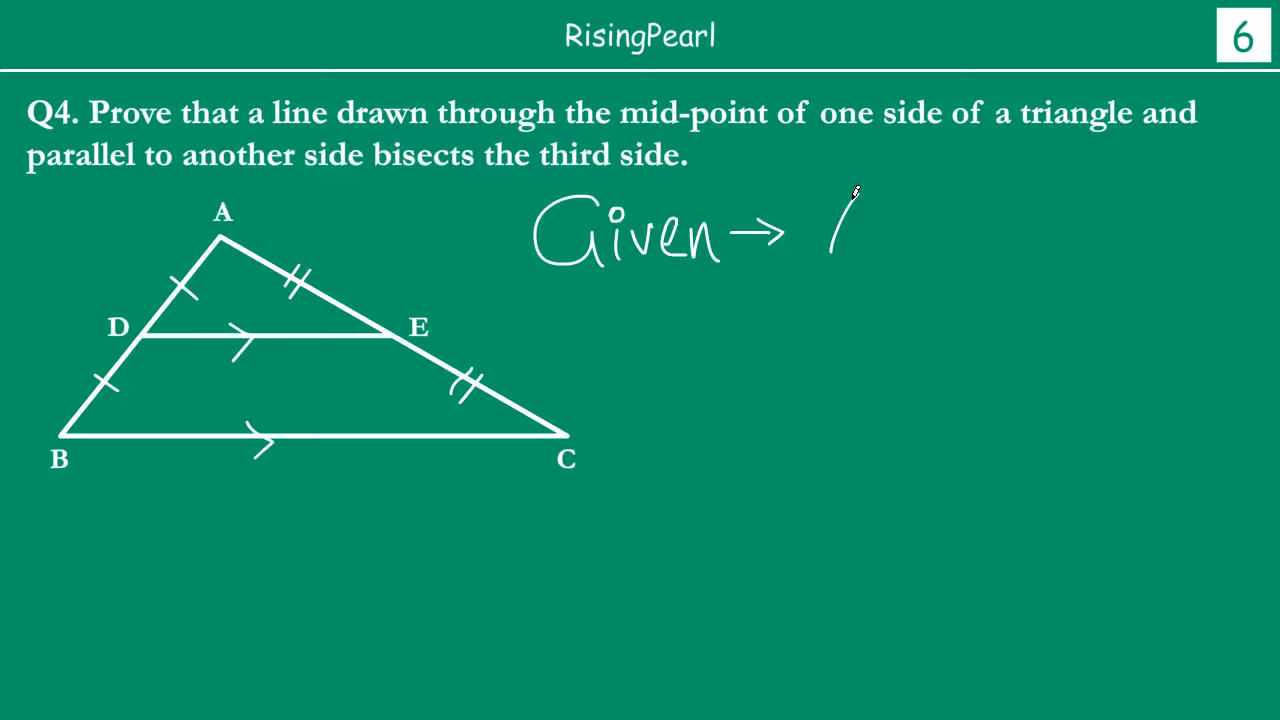 RisingPearl
6
Q4. Prove that a line drawn through the mid-point of one side of a triangle and
parallel to another side bisects the third side.
A
Given →
D
E
B
C